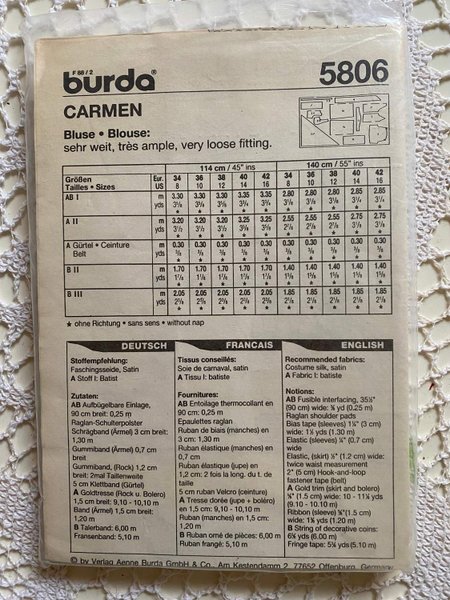 F 88/2
burda
5806
CARMEN
Bluse • Blouse:
sehr weit, très ample, very loose fitting.
114 cm / 45" ins 140 cm / 55" ins
Größen Eur. 34 36 38 40 42 34 36 38 40 42
Tailles • Sizes US 8 10 12 14 16 8 10 12 14 16
AB I m 3.30 3.30 3.30 3.35 3.35 2.80 2.80 2.80 2.85 2.85
yds
A II m 3.20 3.20 3.25 3.25 3.25 2.55 2.55 2.75 2.75 2.75
yds
A Gürtel • Ceinture m 0.30 0.30 0.30 0.30 0.30 0.30 0.30 0.30 0.30 0.30
Belt yds ⅜ ⅜ ⅜ ⅜ ⅜ ⅜ ⅜ ⅜ ⅜ ⅜
B II m 1.70 1.70 1.70 1.70 1.70 1.40 1.40 1.40 1.40 1.40
yds
B III m 2.05 2.05 2.05 2.05 2.05 1.85 1.85 1.85 1.85 1.85
yds
★ ohne Richtung • sans sens • without nap
DEUTSCH
Stoffempfehlung:
Faschingsseide, Satin
A Stoff I: Batist
Zutaten:
AB Aufbügelbare Einlage,
90 cm breit: 0,25 m
Raglan-Schulterpolster
Schrägband (Ärmel) 3 cm breit:
1,30 m
Gummiband (Ärmel) 0,7 cm
breit
Gummiband, (Rock) 1,2 cm
breit: 2mal Taillenweite
5 cm Klettband (Gürtel)
A Goldtresse (Rock u. Bolero)
1,5 cm breit: 9,10 - 10,10 m
Band (Ärmel) 1,5 cm breit:
1.20 m
B Talerband: 6,00 m
Fransenband: 5,10 m
FRANCAIS
Tissus conseillés:
Soie de carnaval, satin
A Tissu I: batiste
Fournitures:
AB Entoilage thermocollant en
90 cm: 0.25 m
Epaulettes raglan
Ruban de biais (manches) en
3 cm: 1,30 m
Ruban élastique (manches) en
0,7 cm
Ruban élastique (jupe) en
1,2 cm: 2 fois la long. du t. de
taille
5 cm ruban Velcro (ceinture)
A Tresse dorée (jupe + boléro)
en 1,5 cm: 9,10 - 10,10 m
Ruban (manches) en 1,5 cm:
1,20 m
B Ruban orné de pièces: 6,00 m
Ruban frangé: 5,10 m
ENGLISH
Recommended fabrics:
Costume silk, satin
A Fabric I: batiste
Notions:
AB Fusible interfacing, 35½"
(90 cm) wide: yd (0.25 m)
Raglan shoulder pads
Bias tape (sleeves) 1¼" (3 cm)
wide: yds (1.30 m)
Elastic (sleeves) ¼" (0.7 cm)
wide
Elastic, (skirt) ½" (1.2 cm) wide:
twice waist measurement
2" (5 cm) Hook-and-loop
fastener tape (belt)
A Gold trim (skirt and bolero)
⅝" (1.5 cm) wide: 10 - yds
(9.10 - 10.10 m)
Ribbon (sleeves) ⅝"(1.5
cm) wide: yds (1.20 m)
B String of decorative coins:
yds (6.00 m)
Fringe tape: yds (5.10 m)
© by Verlag Aenne Burda GmbH & Co., Am Kestendamm 2, 77652 Offenburg, Germany